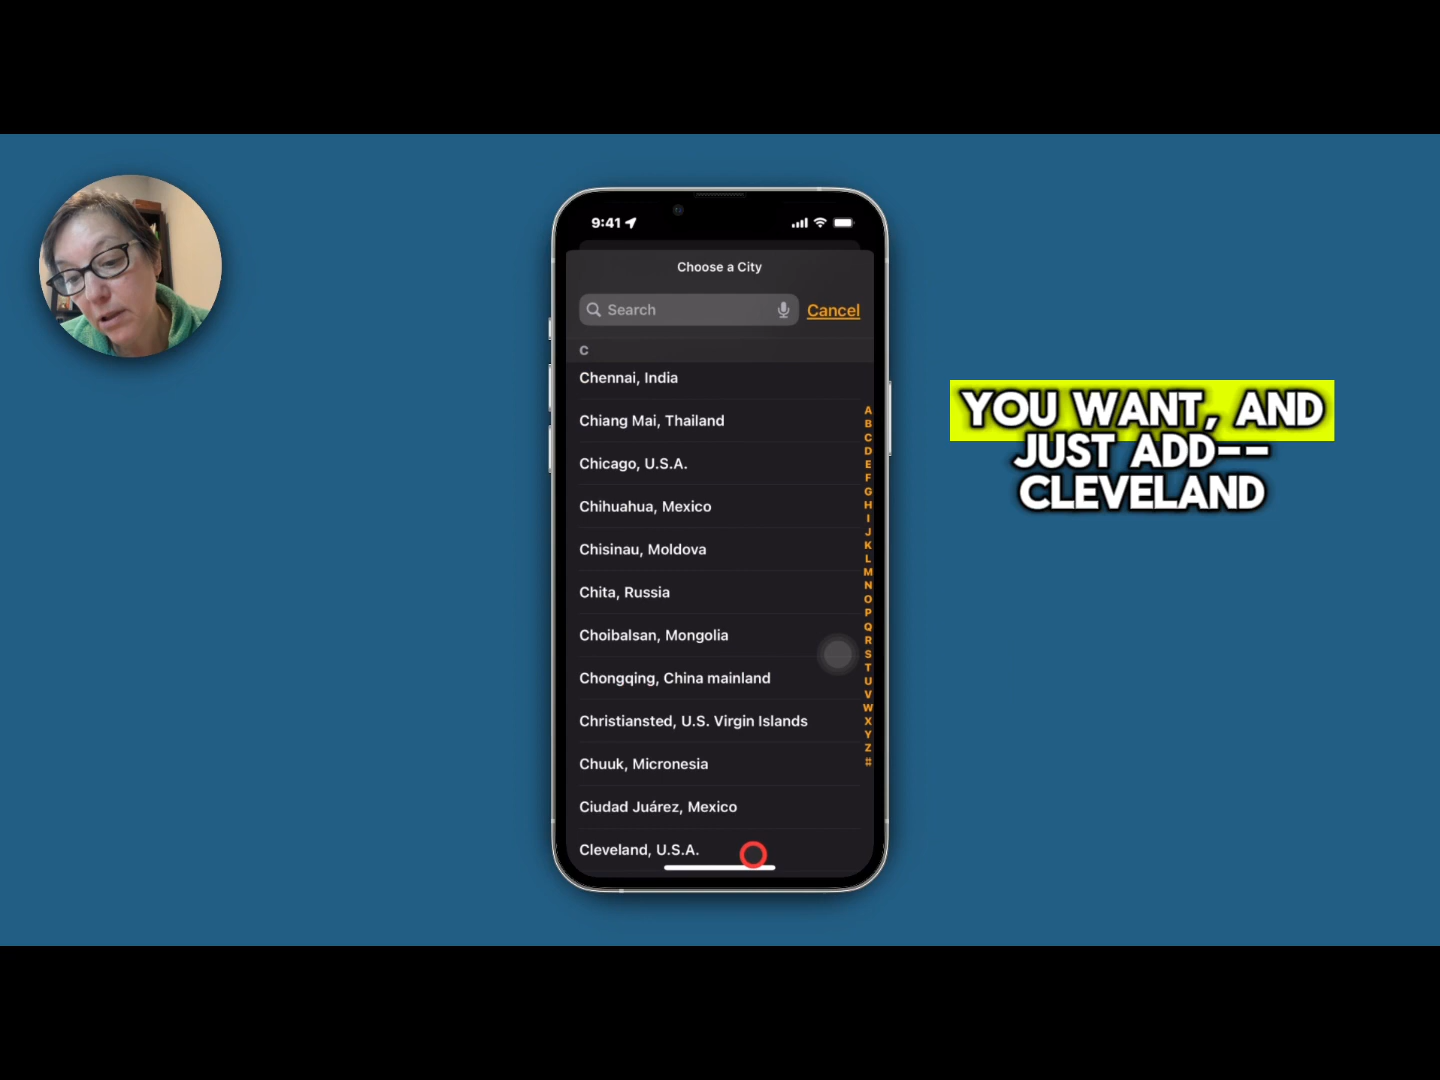 9:41
Choose a City
Search
Cancel
C
Chennai, India
Chiang Mai, Thailand
Chicago, U.S.A.
Chihuahua, Mexico
Chisinau, Moldova
Chita, Russia
Choibalsan, Mongolia
Chongqing, China mainland
Christiansted, U.S. Virgin Islands
Chuuk, Micronesia
Ciudad Juárez, Mexico
Cleveland, U.S.A.
A
B
C
D
E
F
G
H
I
J
K
L
M
N
O
P
Q
R
S
T
U
V
W
X
Y
Z
#
YOU WANT, AND
JUST ADD--
CLEVELAND